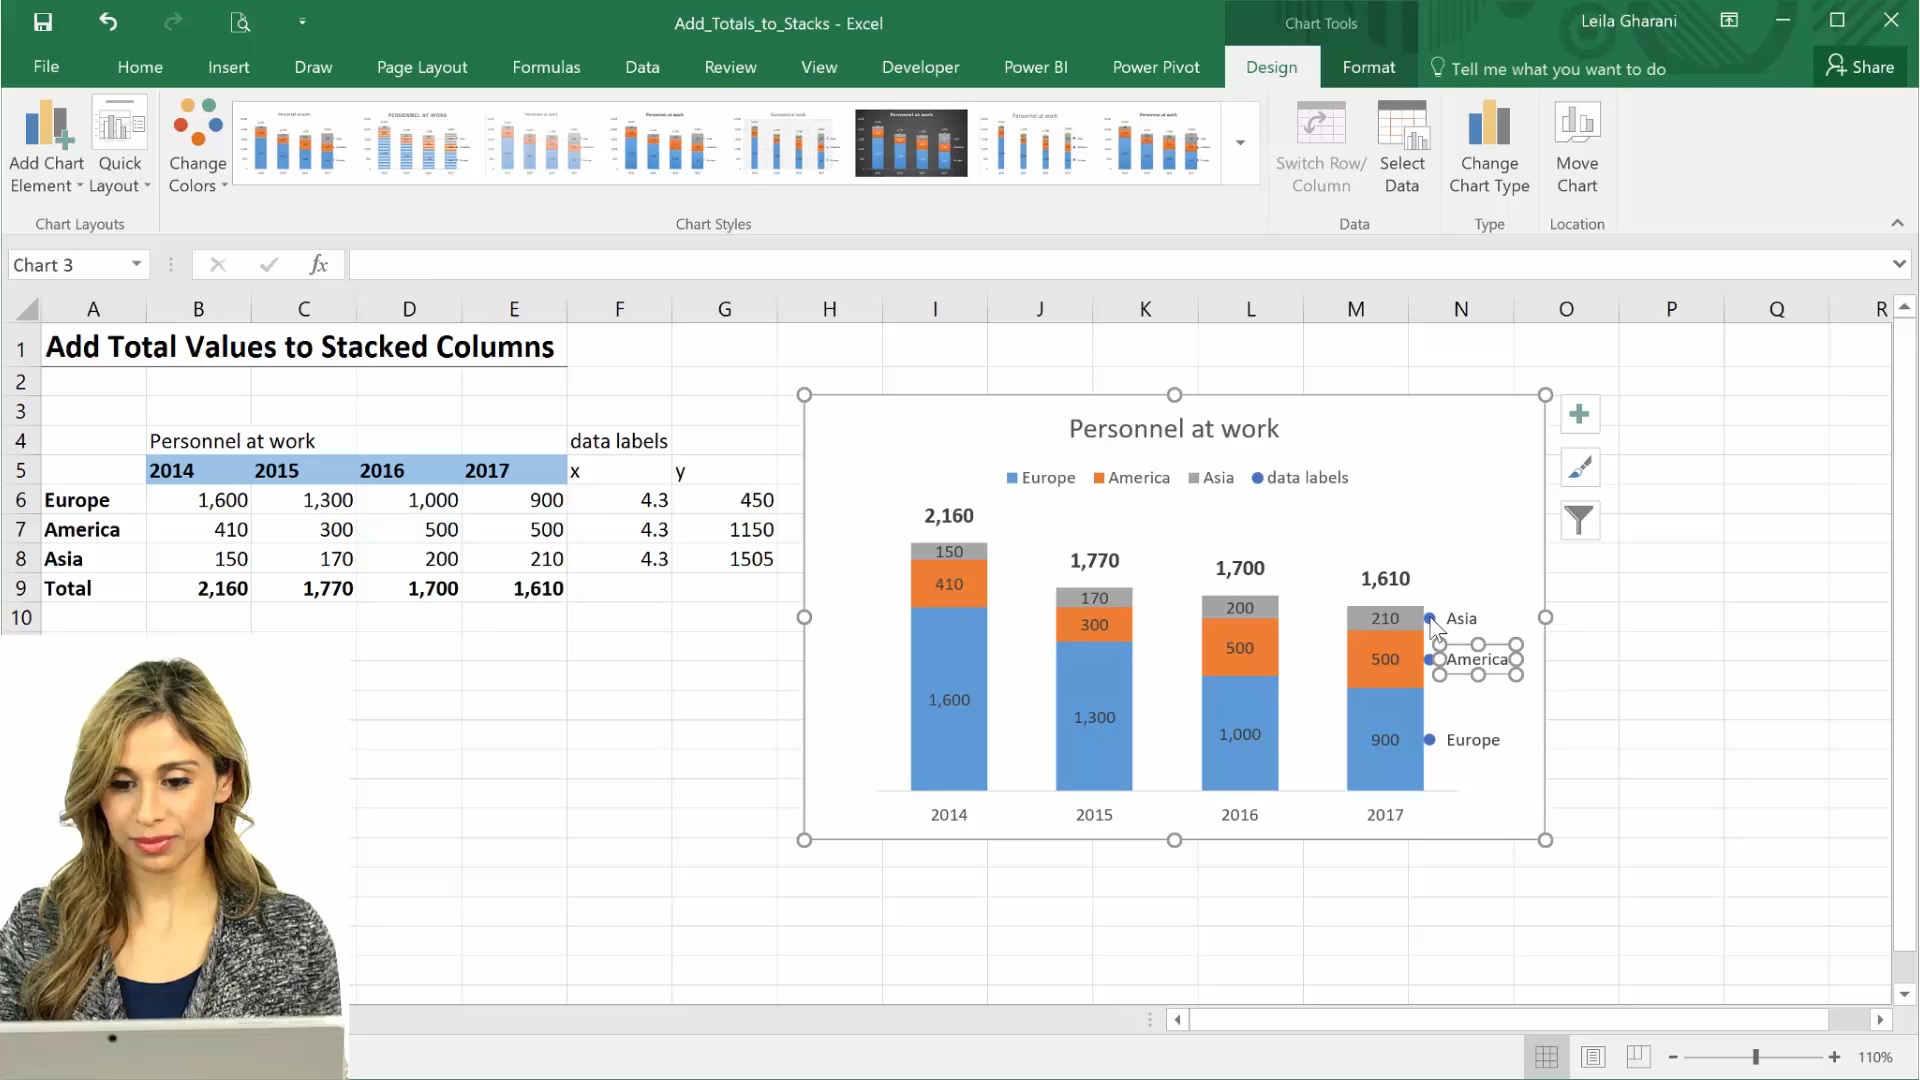 Add_Totals_to_Stacks - Excel
Chart Tools
Leila Gharani
File
Home
Insert
Draw
Page Layout
Formulas
Data
Review
View
Developer
Power BI
Power Pivot
Design
Format
Tell me what you want to do
Share
Add Chart Element
Quick Layout
Change Colors
Switch Row/ Column
Select Data
Change Chart Type
Move Chart
Chart Layouts
Chart Styles
Data
Type
Location
Chart 3
fx
A B C D E F G H I J K L M N O P Q R
1 Add Total Values to Stacked Columns
2
3
4 Personnel at work data labels
5 2014 2015 2016 2017 x y
6 Europe 1,600 1,300 1,000 900 4.3 450
7 America 410 300 500 500 4.3 1150
8 Asia 150 170 200 210 4.3 1505
9 Total 2,160 1,770 1,700 1,610
10
Personnel at work
Europe America Asia data labels
2,160
150
410
1,600
1,770
170
300
1,300
1,700
200
500
1,000
1,610
210
500
900
Asia
America
Europe
2014 2015 2016 2017
110%